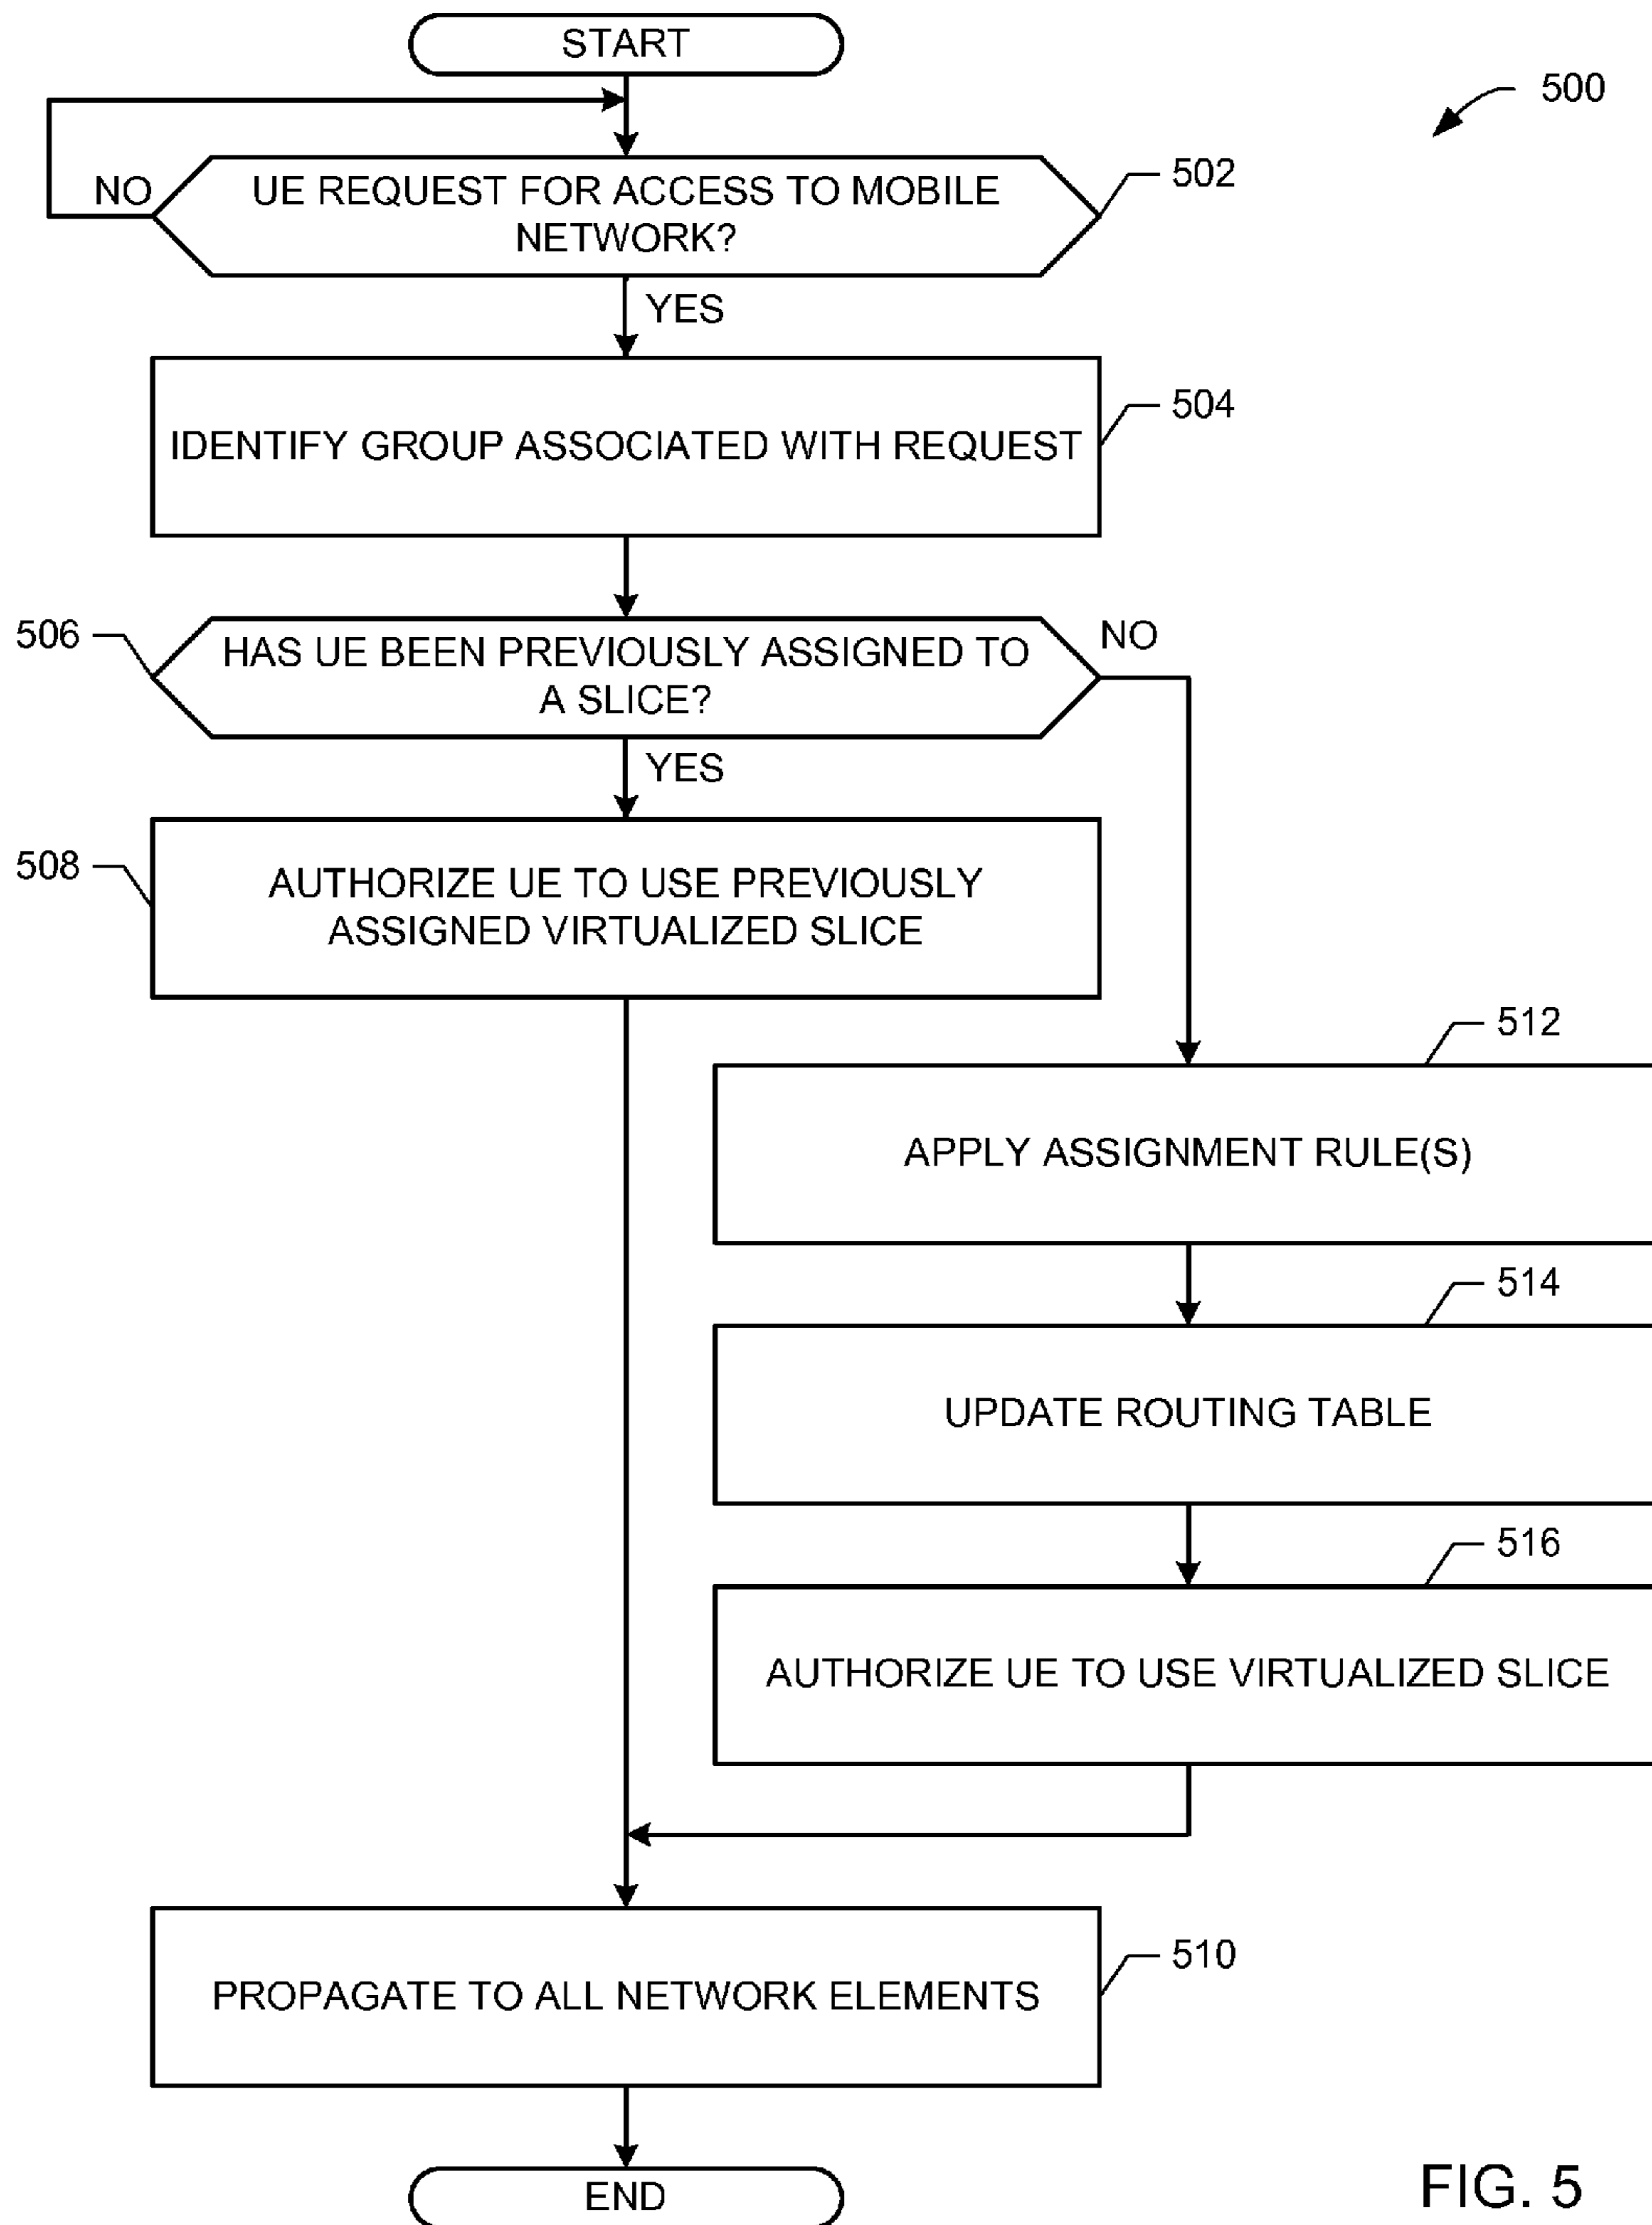 START
500
NO
UE REQUEST FOR ACCESS TO MOBILE
NETWORK?
502
YES
IDENTIFY GROUP ASSOCIATED WITH REQUEST
504
506
HAS UE BEEN PREVIOUSLY ASSIGNED TO
A SLICE?
NO
YES
508
AUTHORIZE UE TO USE PREVIOUSLY
ASSIGNED VIRTUALIZED SLICE
512
APPLY ASSIGNMENT RULE(S)
514
UPDATE ROUTING TABLE
516
AUTHORIZE UE TO USE VIRTUALIZED SLICE
PROPAGATE TO ALL NETWORK ELEMENTS
510
END
FIG. 5